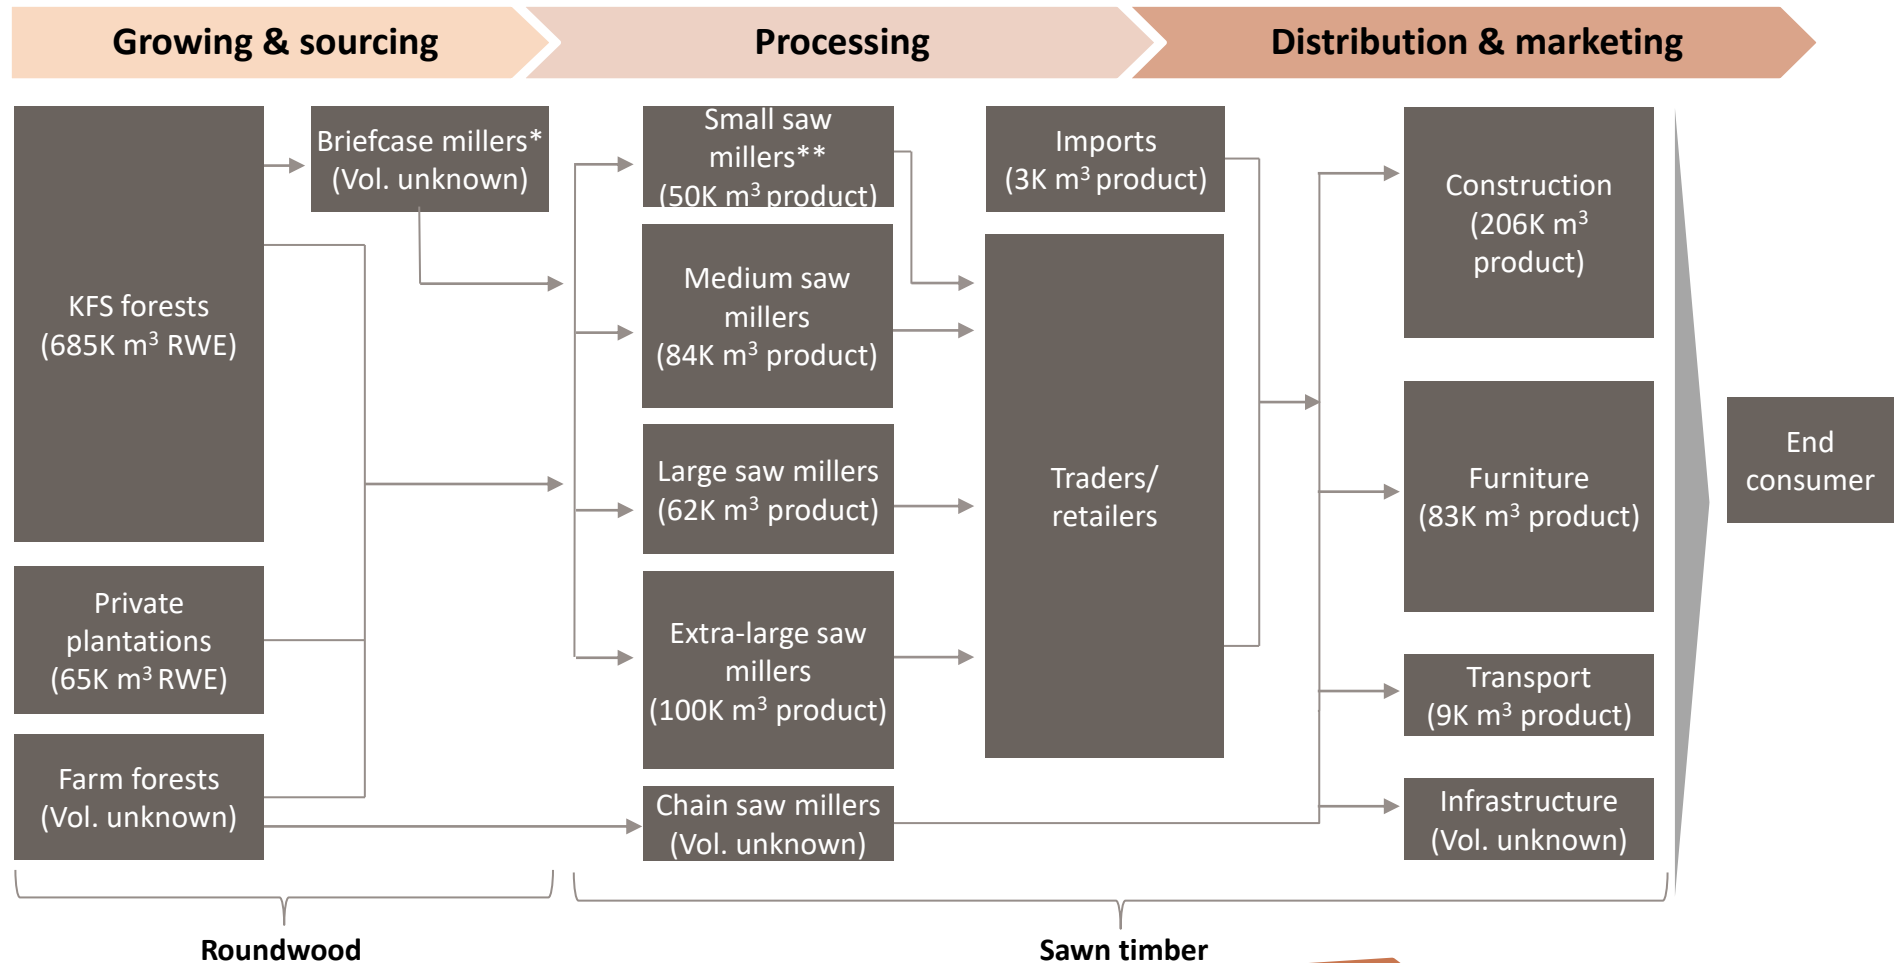 Growing & sourcing
Processing
Distribution & marketing
KFS forests
(685K m³ RWE)
Private
plantations
(65K m³ RWE)
Farm forests
(Vol. unknown)
Briefcase millers*
(Vol. unknown)
Small saw
millers**
(50K m³ product)
Medium saw
millers
(84K m³ product)
Large saw millers
(62K m³ product)
Extra-large saw
millers
(100K m³ product)
Chain saw millers
(Vol. unknown)
Imports
(3K m³ product)
Traders/
retailers
Construction
(206K m³
product)
Furniture
(83K m³ product)
Transport
(9K m³ product)
Infrastructure
(Vol. unknown)
End
consumer
Roundwood
Sawn timber